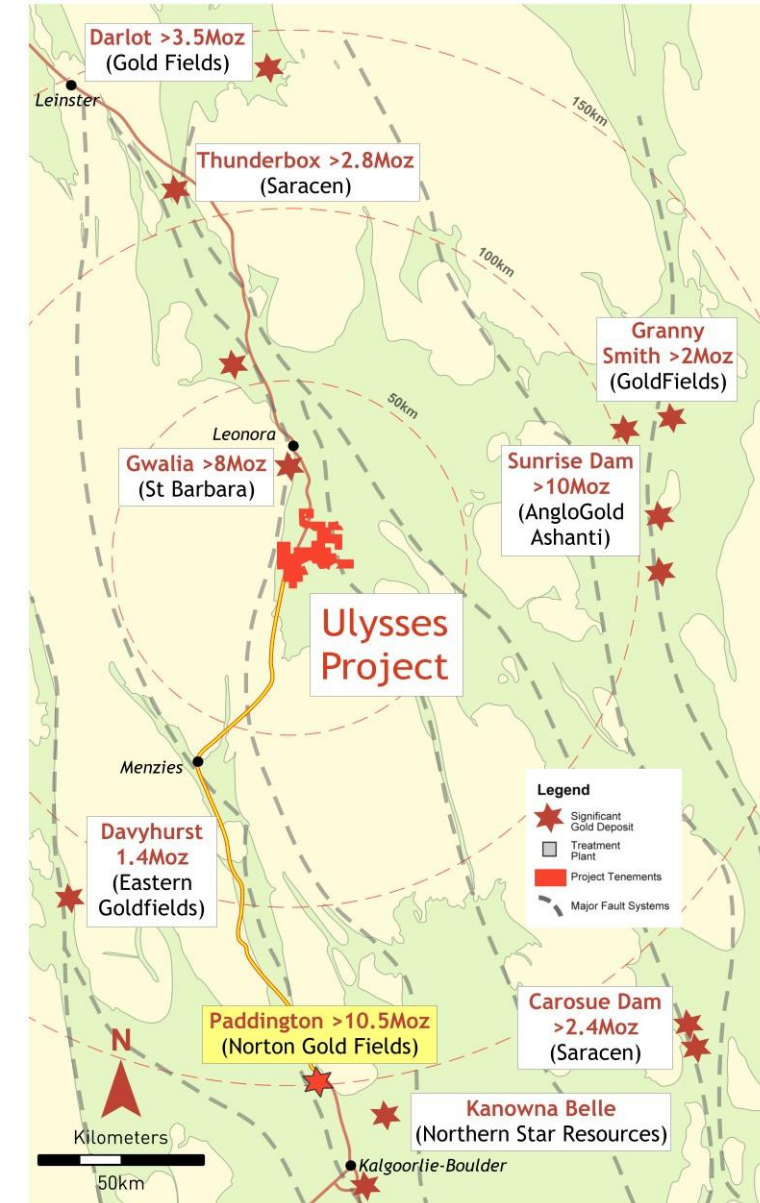 Darlot >3.5Moz
(Gold Fields)
Leinster
150km
Thunderbox >2.8Moz
(Saracen)
100km
Granny
Smith >2Moz
(GoldFields)
50km
Leonora
Gwalia >8Moz
(St Barbara)
Sunrise Dam
>10Moz
(AngloGold
Ashanti)
Ulysses
Project
Menzies
Legend
Significant
Gold Deposit
Treatment
Plant
Project Tenements
Major Fault Systems
Davyhurst
1.4Moz
(Eastern
Goldfields)
Paddington >10.5Moz
(Norton Gold Fields)
Carosue Dam
>2.4Moz
(Saracen)
N
Kilometers
50km
Kanowna Belle
(Northern Star Resources)
Kalgoorlie-Boulder